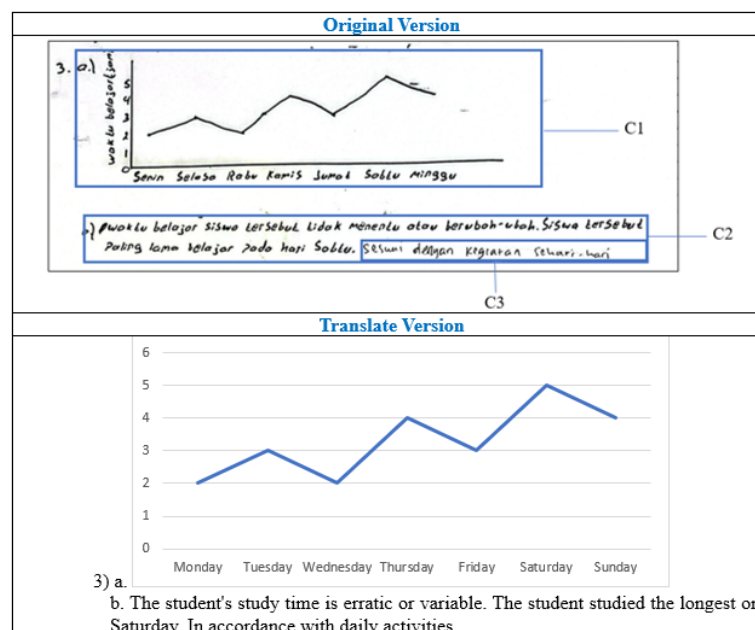 Original Version
3. a.)
waktu belajar (jam)
5
4
3
2
1
0
Senin Selasa Rabu Kamis Jumat Sabtu Minggu
C1
b) waktu belajar siswa tersebut tidak menentu atau berubah-ubah. Siswa tersebut
Paling lama belajar pada hari Sabtu. Sesuai dengan kegiatan sehari-hari
C2
C3
Translate Version
6
5
4
3
2
1
0
Monday Tuesday Wednesday Thursday Friday Saturday Sunday
3) a.
b. The student's study time is erratic or variable. The student studied the longest on
Saturday. In accordance with daily activities